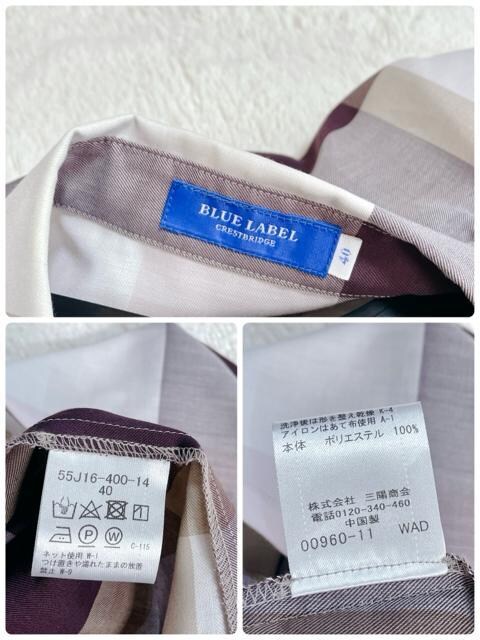 BLUE LABEL
CRESTBRIDGE
40
55J16-400-14
40
C-115
ネット使用 W-1
つけ置きや濡れたままの放置
禁止 W-9
洗浄後は形を整え乾燥 K-4
アイロンはあて布使用 A-1
本体 ポリエステル 100%
株式会社 三陽商会
電話0120-340-460
中国製
00960-11 WAD